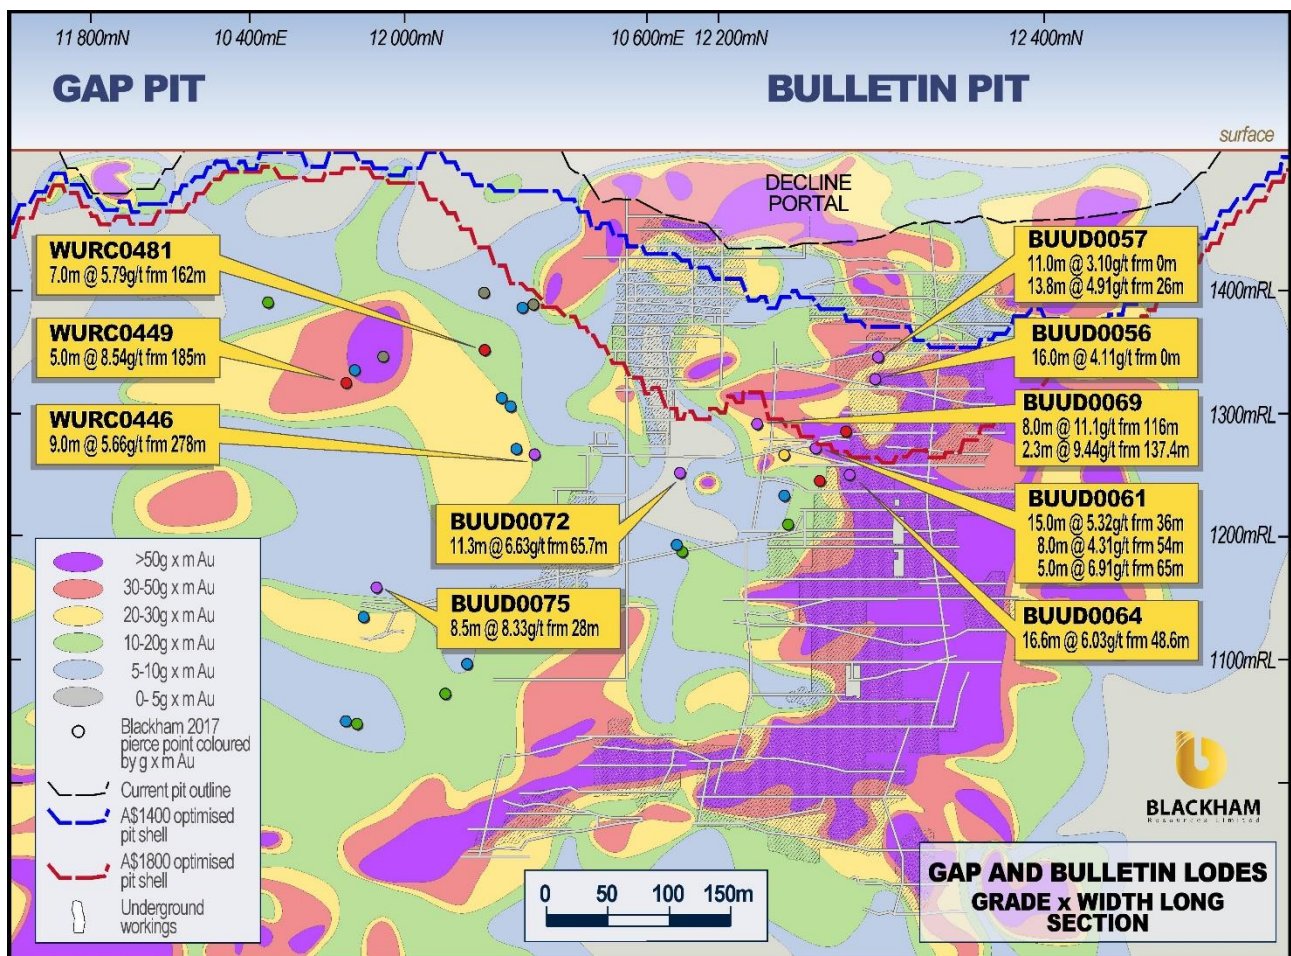 11 800mN
10 400mE
12 000mN
10 600mE
12 200mN
12 400mN
GAP PIT
BULLETIN PIT
surface
DECLINE
PORTAL
WURC0481
7.0m @ 5.79g/t frm 162m
WURC0449
5.0m @ 8.54g/t frm 185m
WURC0446
9.0m @ 5.66g/t frm 278m
BUUD0072
11.3m @ 6.63g/t frm 65.7m
BUUD0075
8.5m @ 8.33g/t frm 28m
BUUD0057
11.0m @ 3.10g/t frm 0m
13.8m @ 4.91g/t frm 26m
BUUD0056
16.0m @ 4.11g/t frm 0m
BUUD0069
8.0m @ 11.1g/t frm 116m
2.3m @ 9.44g/t frm 137.4m
BUUD0061
15.0m @ 5.32g/t frm 36m
8.0m @ 4.31g/t frm 54m
5.0m @ 6.91g/t frm 65m
BUUD0064
16.6m @ 6.03g/t frm 48.6m
1400mRL
1300mRL
1200mRL
1100mRL
>50g x m Au
30-50g x m Au
20-30g x m Au
10-20g x m Au
5-10g x m Au
0- 5g x m Au
Blackham 2017
pierce point coloured
by g x m Au
Current pit outline
A$1400 optimised
pit shell
A$1800 optimised
pit shell
Underground
workings
0 50 100 150m
BLACKHAM
Resources Limited
GAP AND BULLETIN LODES
GRADE x WIDTH LONG
SECTION